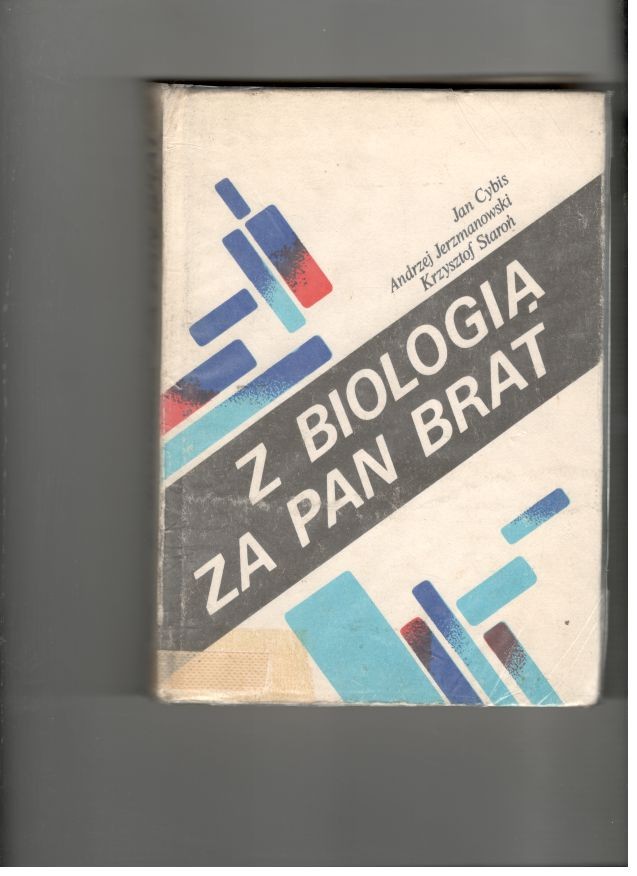 Jan Cybis
Andrzej Jerzmanowski
Krzysztof Staroń
Z BIOLOGIĄ
ZA PAN BRAT